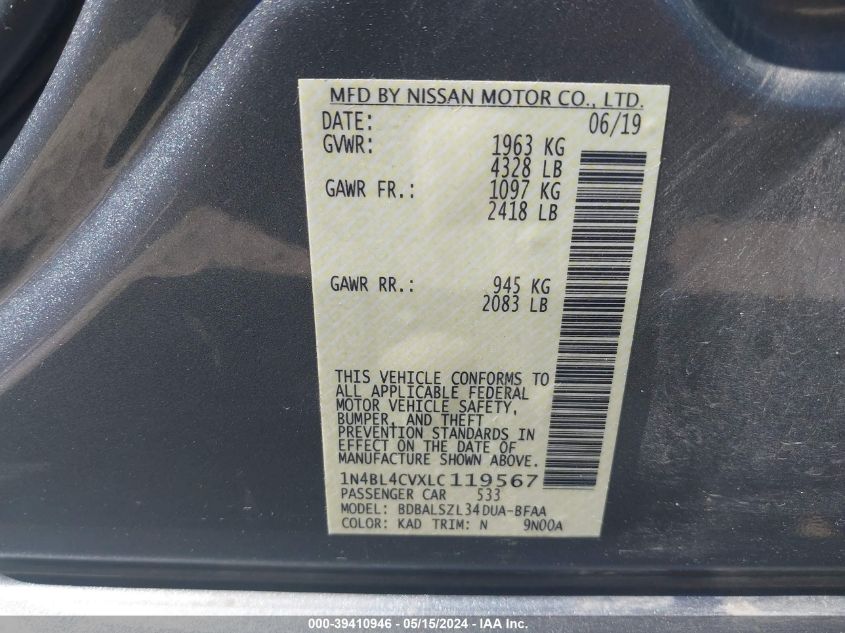 MFD BY NISSAN MOTOR CO., LTD.
DATE: 06/19
GVWR: 1963 KG
4328 LB
GAWR FR.: 1097 KG
2418 LB
GAWR RR.: 945 KG
2083 LB
THIS VEHICLE CONFORMS TO
ALL APPLICABLE FEDERAL
MOTOR VEHICLE SAFETY,
BUMPER, AND THEFT
PREVENTION STANDARDS IN
EFFECT ON THE DATE OF
MANUFACTURE SHOWN ABOVE.
1N4BL4CVXLC119567
PASSENGER CAR 533
MODEL: BDBALSZL34DUA-BFAA
COLOR: KAD TRIM: N 9N00A
000-39410946 - 05/15/2024 - IAA, Inc.